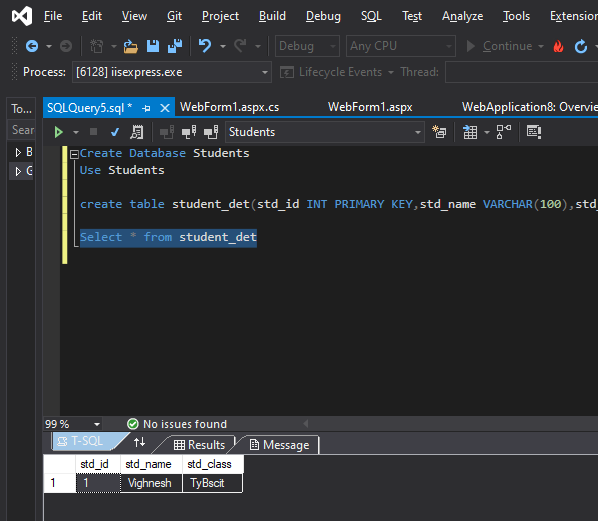 File Edit View Git Project Build Debug SQL Test Analyze Tools Extension
Debug Any CPU Continue
Process: [6128] iisexpress.exe Lifecycle Events Thread:
To... SQLQuery5.sql * WebForm1.aspx.cs WebForm1.aspx WebApplication8: Overvie
Sear Students
B
G
Create Database Students
Use Students
create table student_det(std_id INT PRIMARY KEY,std_name VARCHAR(100),std_
Select * from student_det
99 % No issues found
T-SQL Results Message
std_id std_name std_class
1 1 Vighnesh TyBscit